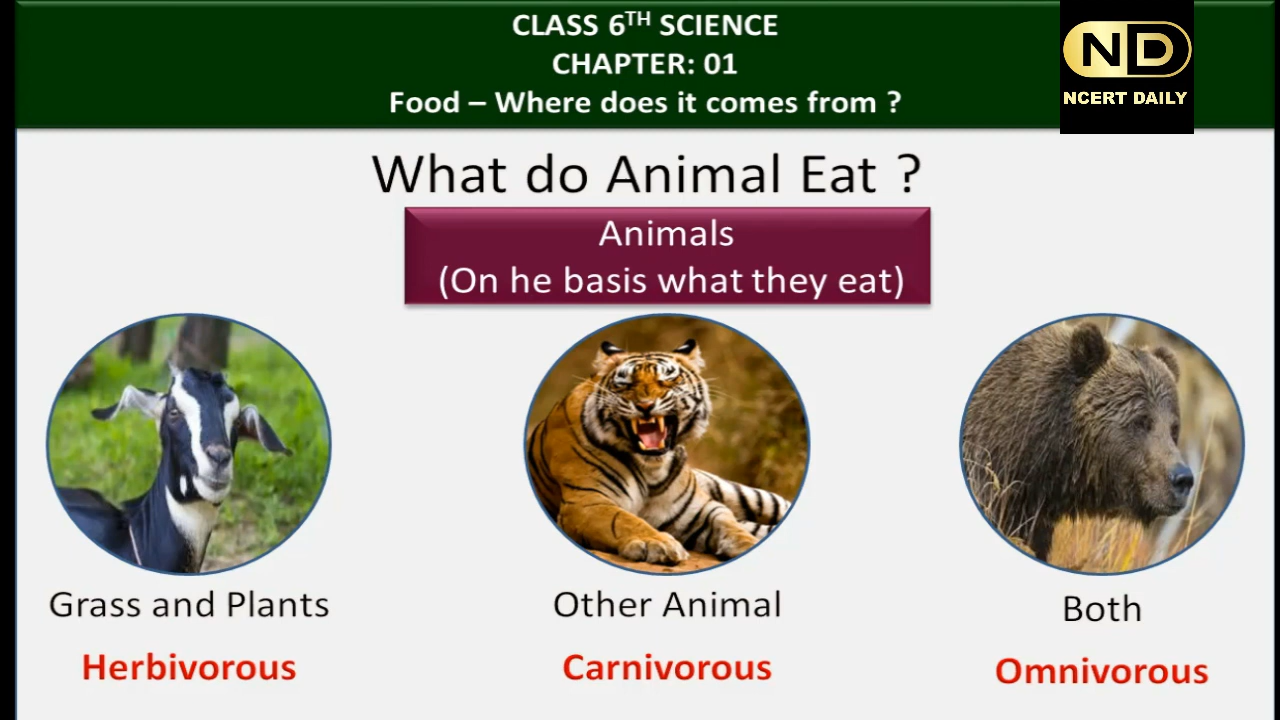 CLASS 6TH SCIENCE
CHAPTER: 01
Food – Where does it comes from ?
ND
NCERT DAILY
What do Animal Eat ?
Animals
(On he basis what they eat)
Grass and Plants
Other Animal
Both
Herbivorous
Carnivorous
Omnivorous